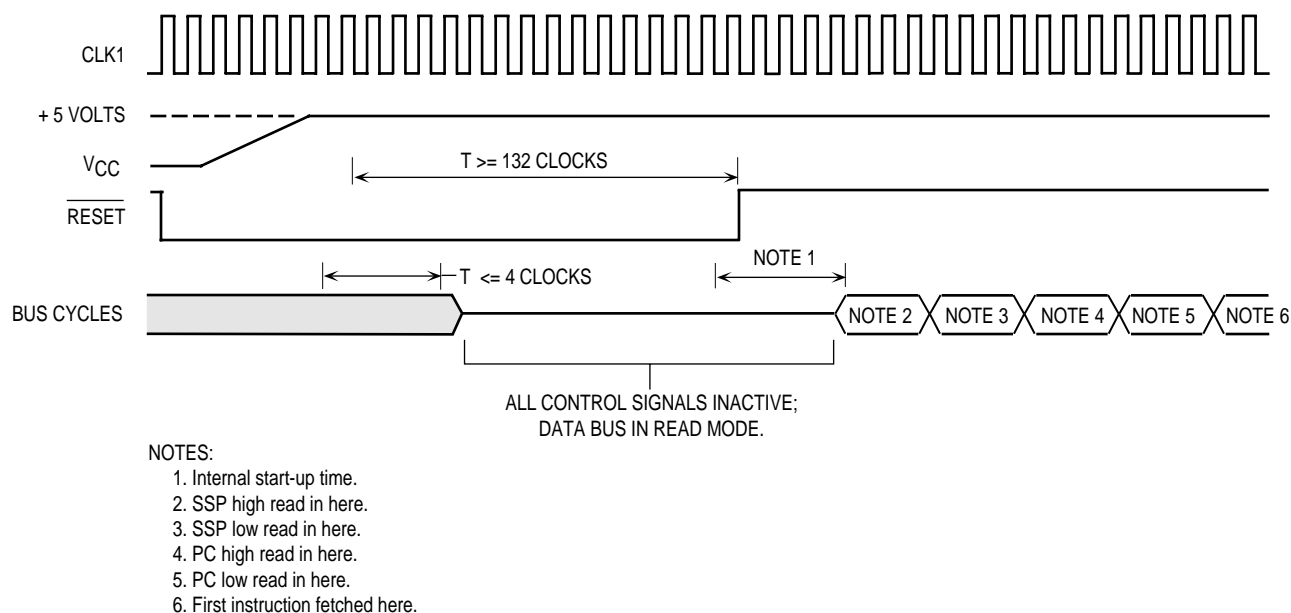 CLK1
+ 5 VOLTS
VCC
T >= 132 CLOCKS
RESET
NOTE 1
T <= 4 CLOCKS
BUS CYCLES
NOTE 2
NOTE 3
NOTE 4
NOTE 5
NOTE 6
ALL CONTROL SIGNALS INACTIVE;
DATA BUS IN READ MODE.
NOTES:
1. Internal start-up time.
2. SSP high read in here.
3. SSP low read in here.
4. PC high read in here.
5. PC low read in here.
6. First instruction fetched here.